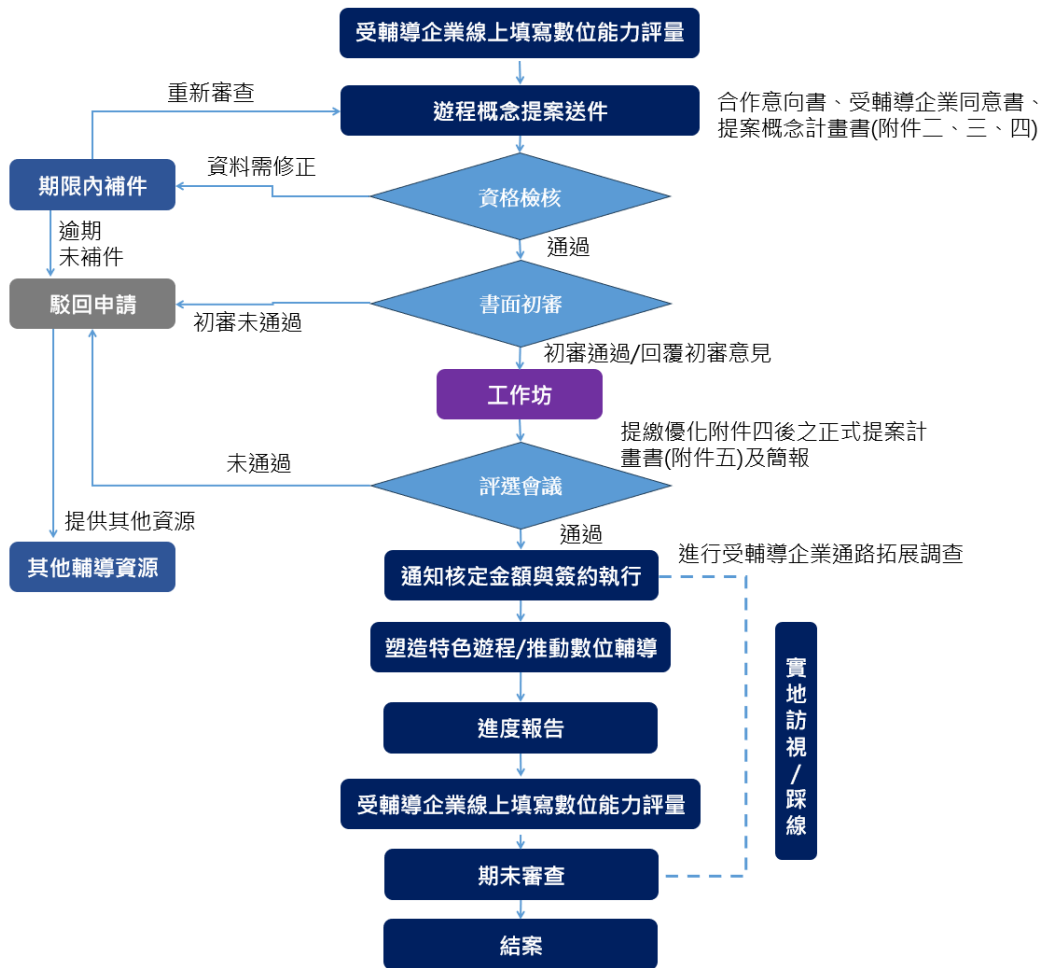 受輔導企業線上填寫數位能力評量
重新審查
遊程概念提案送件
合作意向書、受輔導企業同意書、
提案概念計畫書(附件二、三、四)
資料需修正
期限內補件
資格檢核
逾期
未補件
通過
駁回申請
書面初審
初審未通過
初審通過/回覆初審意見
工作坊
提繳優化附件四後之正式提案計
畫書(附件五)及簡報
未通過
評選會議
提供其他資源
通過
其他輔導資源
通知核定金額與簽約執行
進行受輔導企業通路拓展調查
塑造特色遊程/推動數位輔導
實地訪視/踩線
進度報告
受輔導企業線上填寫數位能力評量
期末審查
結案